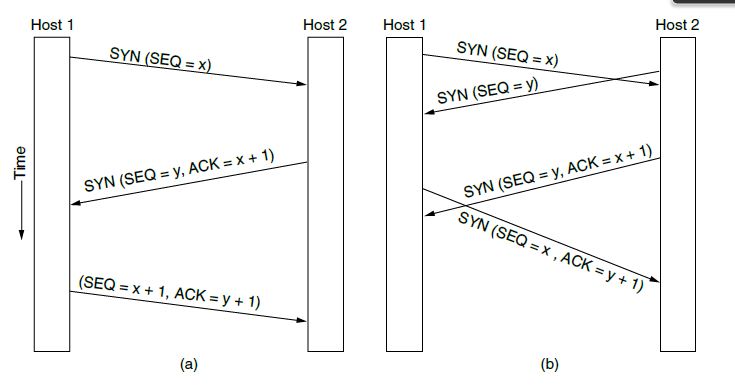 Host 1
Host 2
Time
SYN (SEQ = x)
SYN (SEQ = y, ACK = x + 1)
(SEQ = x + 1, ACK = y + 1)
(a)
Host 1
Host 2
SYN (SEQ = x)
SYN (SEQ = y)
SYN (SEQ = y, ACK = x + 1)
SYN (SEQ = x , ACK = y + 1)
(b)